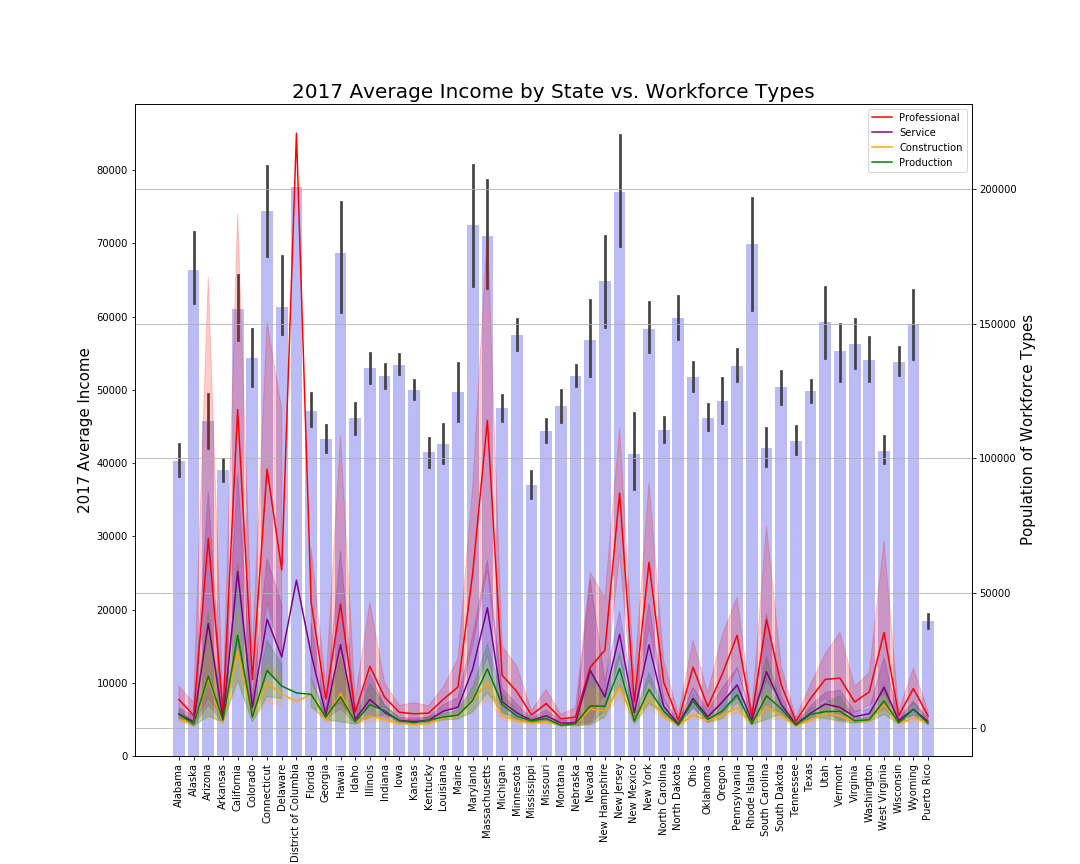 2017 Average Income by State vs. Workforce Types
Professional
Service
Construction
Production
80000
70000
60000
50000
40000
30000
20000
10000
0
2017 Average Income
200000
150000
100000
50000
0
Population of Workforce Types
Alabama
Alaska
Arizona
Arkansas
California
Colorado
Connecticut
Delaware
District of Columbia
Florida
Georgia
Hawaii
Idaho
Illinois
Indiana
Iowa
Kansas
Kentucky
Louisiana
Maine
Maryland
Massachusetts
Michigan
Minnesota
Mississippi
Missouri
Montana
Nebraska
Nevada
New Hampshire
New Jersey
New Mexico
New York
North Carolina
North Dakota
Ohio
Oklahoma
Oregon
Pennsylvania
Rhode Island
South Carolina
South Dakota
Tennessee
Texas
Utah
Vermont
Virginia
Washington
West Virginia
Wisconsin
Wyoming
Puerto Rico